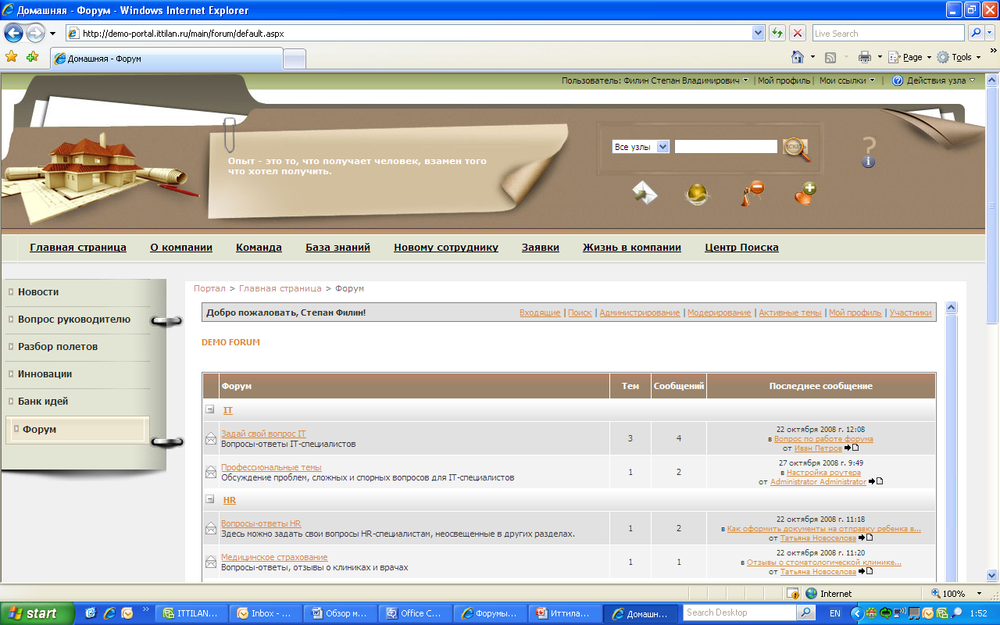 Домашняя - Форум - Windows Internet Explorer
http://demo-portal.ittilan.ru/main/forum/default.aspx
Live Search
Домашняя - Форум
Page
Tools
Пользователь: Филин Степан Владимирович | Мой профиль | Мои ссылки | Действия узла
Опыт - это то, что получает человек, взамен того
что хотел получить.
Все узлы
искать
Главная страница О компании Команда База знаний Новому сотруднику Заявки Жизнь в компании Центр Поиска
Новости
Вопрос руководителю
Разбор полетов
Инновации
Банк идей
Форум
Портал > Главная страница > Форум
Добро пожаловать, Степан Филин!
Входящие | Поиск | Администрирование | Модерирование | Активные темы | Мой профиль | Участники
DEMO FORUM
Форум Тем Сообщений Последнее сообщение
IT
Задай свой вопрос IT
Вопросы-ответы IT-специалистов
3 4
22 октября 2008 г. 12:08
в Вопрос по работе форума
от Иван Петров
Профессиональные темы
Обсуждение проблем, сложных и спорных вопросов для IT-специалистов
1 2
27 октября 2008 г. 9:49
в Настройка роутера
от Administrator Administrator
HR
Вопросы-ответы HR
Здесь можно задать свои вопросы HR-специалистам, неосвещенные в других разделах.
1 2
22 октября 2008 г. 11:18
в Как оформить документы на отправку ребенка в...
от Татьяна Новоселова
Медицинское страхование
Вопросы-ответы, отзывы о клиниках и врачах
1 1
22 октября 2008 г. 11:20
в Отзывы о стоматологической клинике...
от Татьяна Новоселова
Internet
100%
start
ITTILAN...
Inbox - ...
Обзор м...
Office C...
Форумы...
Иттила...
Домашн...
Search Desktop
EN
1:52